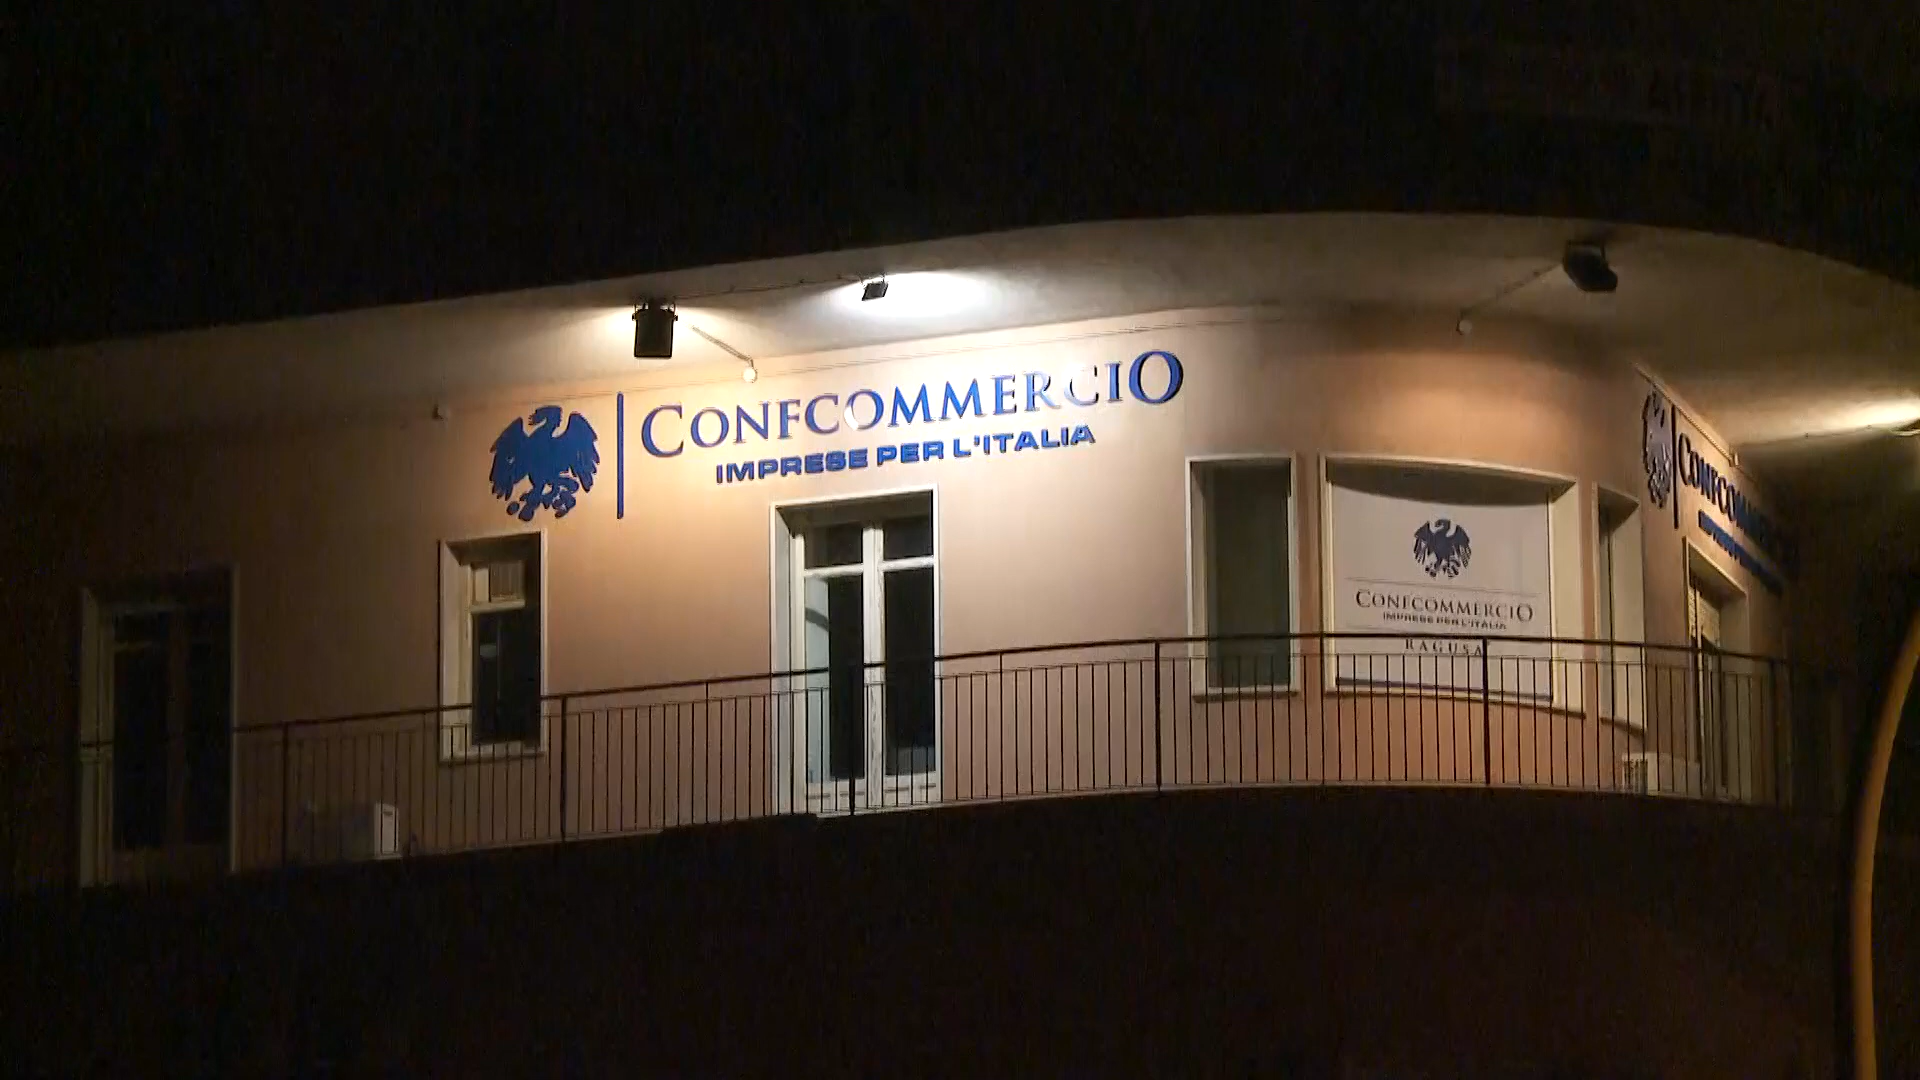 CONFCOMMERCIO
IMPRESE PER L'ITALIA
CONFCOMMERCIO
IMPRESE PER L'ITALIA
RAGUSA